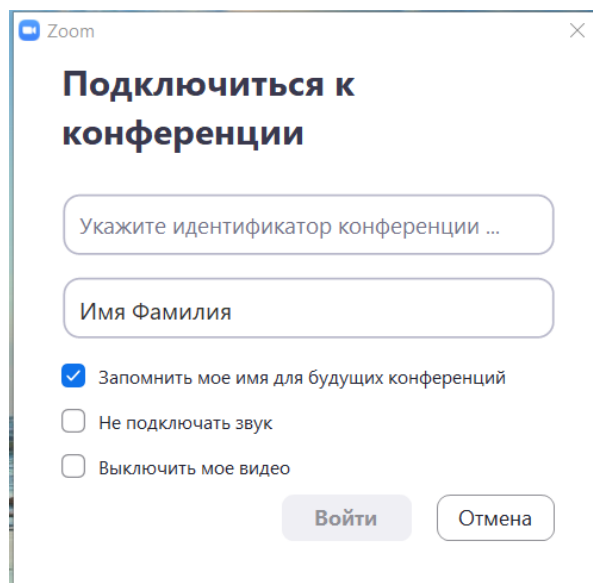 Zoom
Подключиться к
конференции
Укажите идентификатор конференции ...
Имя Фамилия
Запомнить мое имя для будущих конференций
Не подключать звук
Выключить мое видео
Войти Отмена